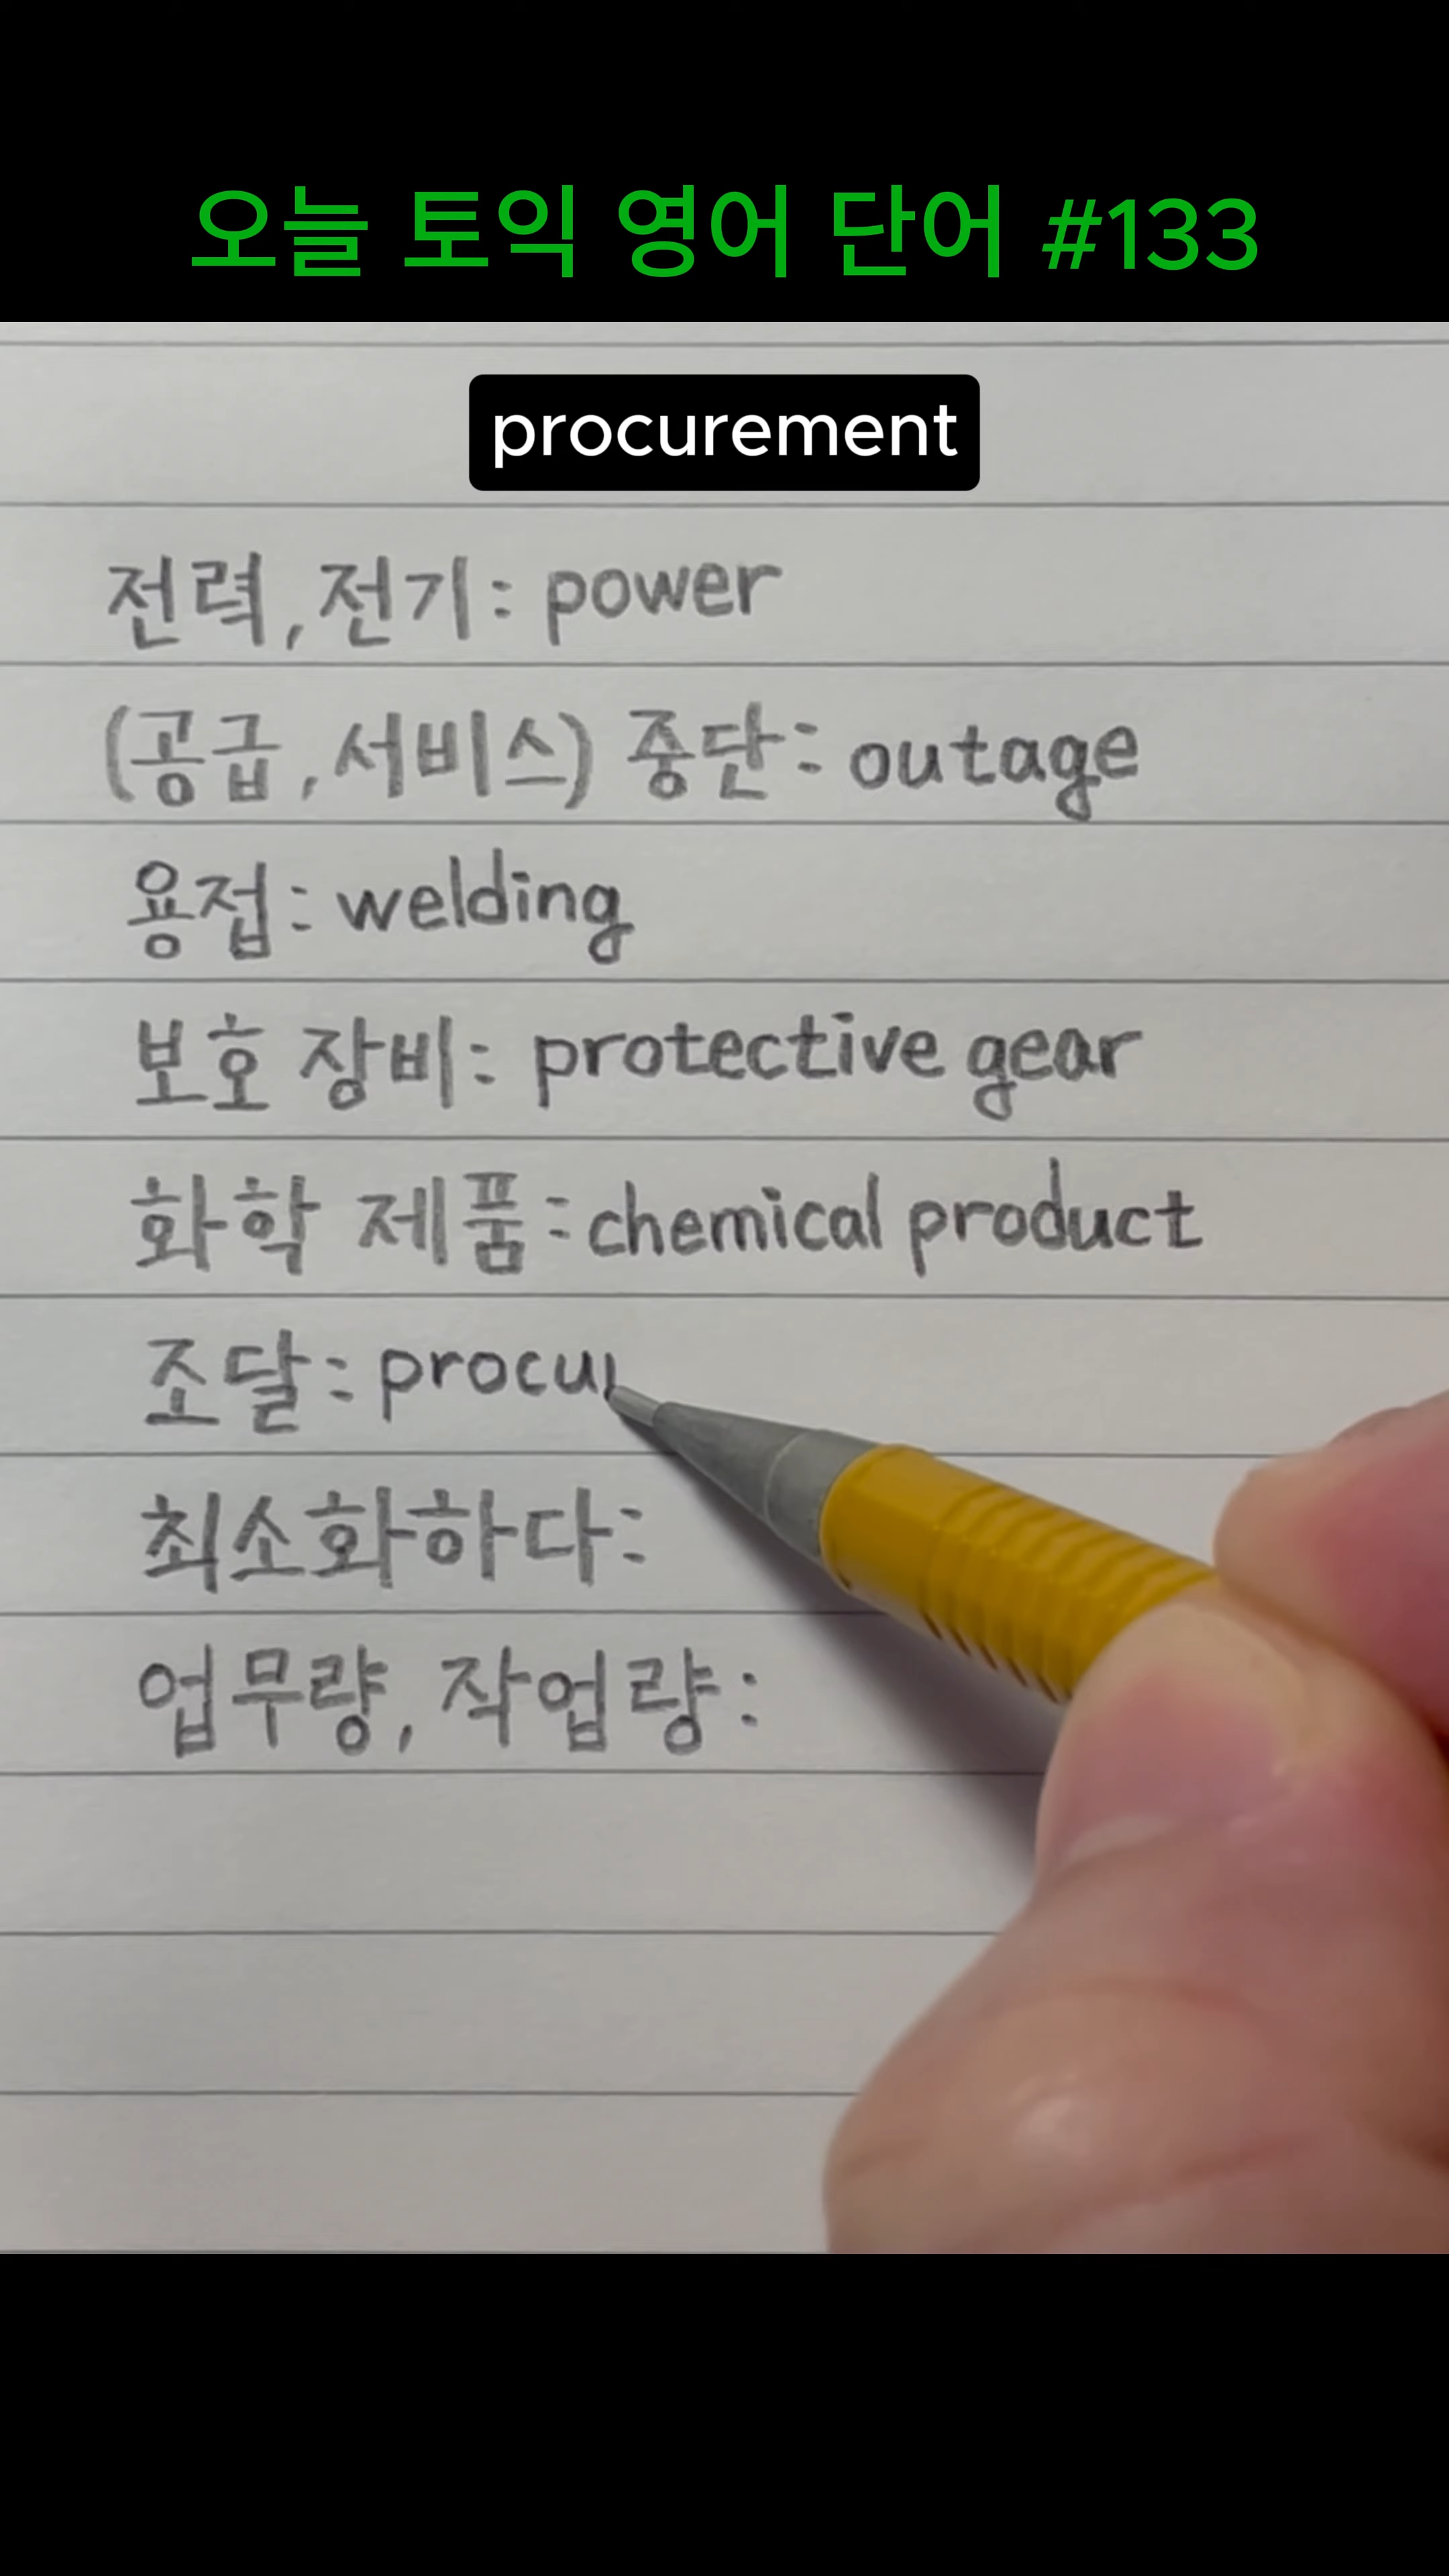 오늘 토익 영어 단어 #133
procurement
전력, 전기: power
(공급, 서비스) 중단: outage
용접: welding
보호 장비: protective gear
화학 제품: chemical product
조달: procur
최소화하다:
업무량, 작업량: